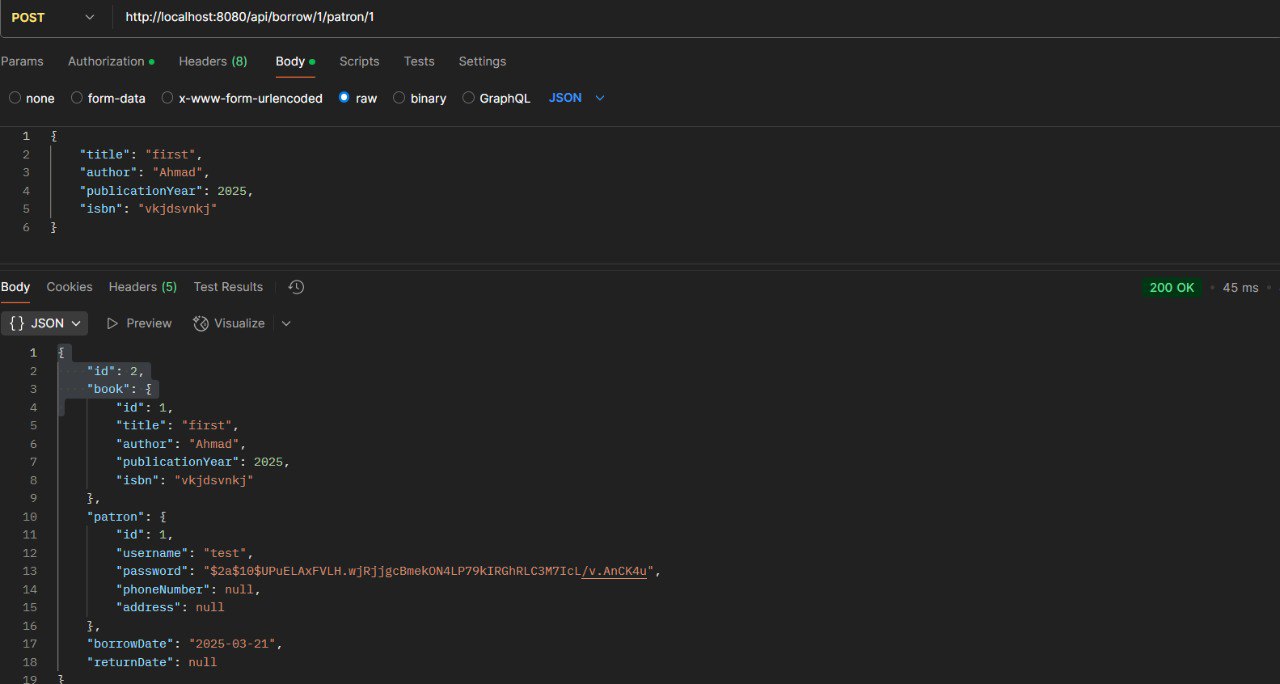 POST http://localhost:8080/api/borrow/1/patron/1
Params Authorization Headers (8) Body Scripts Tests Settings
none form-data x-www-form-urlencoded raw binary GraphQL JSON
1 {
2 "title": "first",
3 "author": "Ahmad",
4 "publicationYear": 2025,
5 "isbn": "vkjdsvnkj"
6 }
Body Cookies Headers (5) Test Results 200 OK • 45 ms •
{} JSON Preview Visualize
1 {
2 "id": 2,
3 "book": {
4 "id": 1,
5 "title": "first",
6 "author": "Ahmad",
7 "publicationYear": 2025,
8 "isbn": "vkjdsvnkj"
9 },
10 "patron": {
11 "id": 1,
12 "username": "test",
13 "password": "$2a$10$UPuELAxFVLH.wjRjjgcBmekON4LP79kIRGhRLC3M7IcL/v.AnCK4u",
14 "phoneNumber": null,
15 "address": null
16 },
17 "borrowDate": "2025-03-21",
18 "returnDate": null
19 }